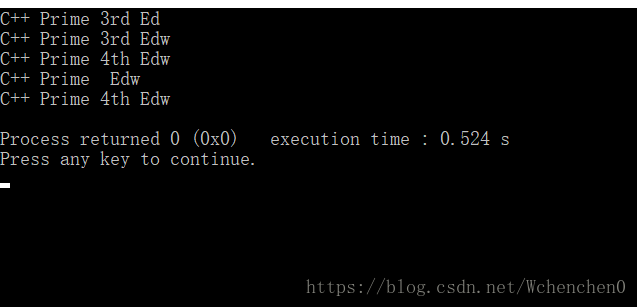 C++ Prime 3rd Ed
C++ Prime 3rd Edw
C++ Prime 4th Edw
C++ Prime  Edw
C++ Prime 4th Edw
Process returned 0 (0x0)   execution time : 0.524 s
Press any key to continue.
https://blog.csdn.net/Wchenchen0